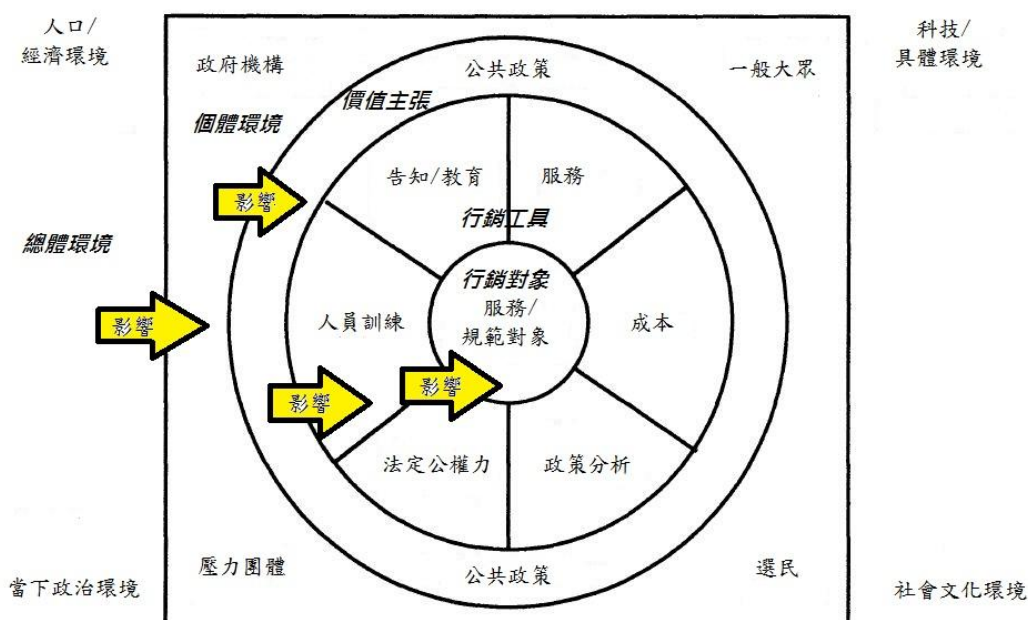 人口/
經濟環境
科技/
具體環境
政府機構
公共政策
一般大眾
價值主張
個體環境
告知/教育
服務
影響
行銷工具
總體環境
行銷對象
服務/
規範對象
人員訓練
成本
影響
影響
影響
法定公權力
政策分析
壓力團體
公共政策
選民
當下政治環境
社會文化環境